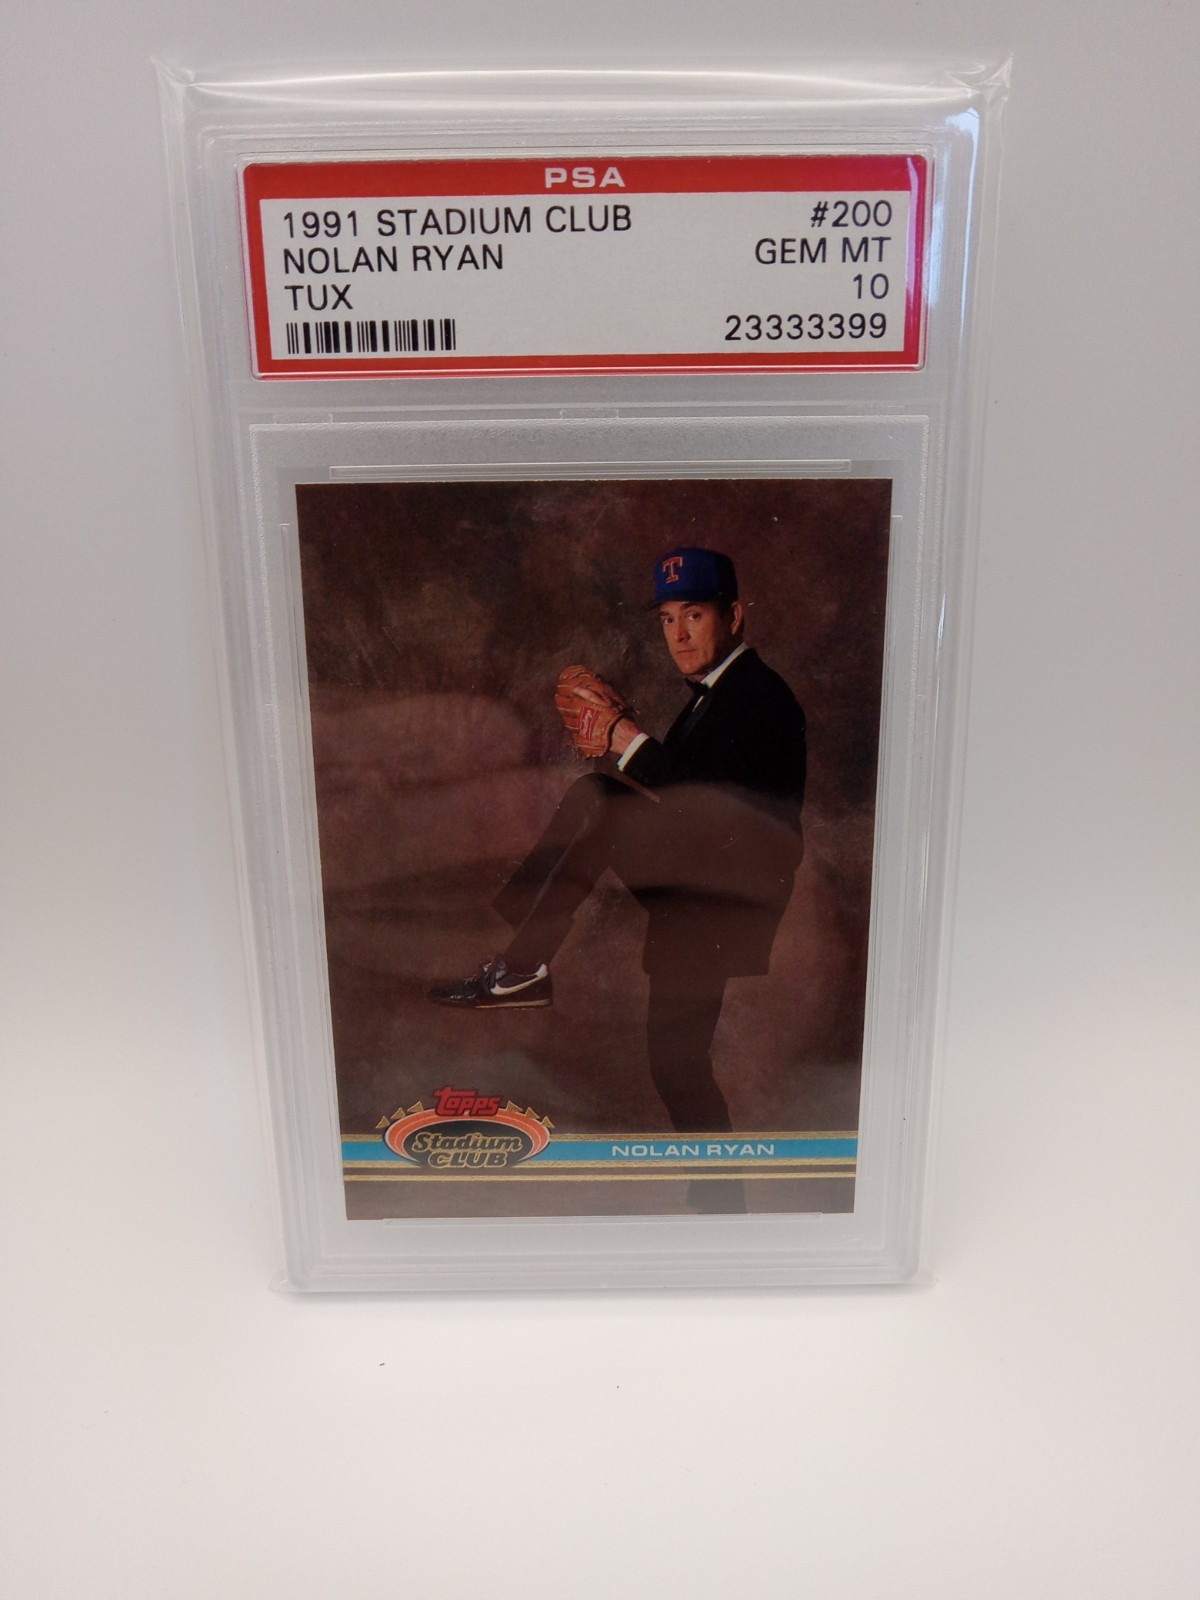 PSA
1991 STADIUM CLUB #200
NOLAN RYAN GEM MT
TUX 10
23333399
T
Topps
Stadium
CLUB
NOLAN RYAN